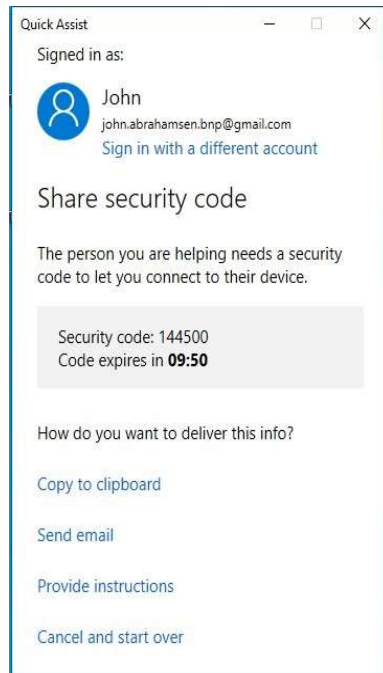 Quick Assist
Signed in as:
John
john.abrahamsen.bnp@gmail.com
Sign in with a different account
Share security code
The person you are helping needs a security
code to let you connect to their device.
Security code: 144500
Code expires in 09:50
How do you want to deliver this info?
Copy to clipboard
Send email
Provide instructions
Cancel and start over